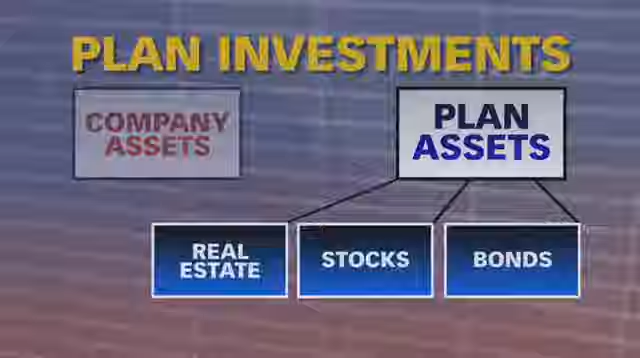 PLAN INVESTMENTS
COMPANY
ASSETS
PLAN
ASSETS
REAL
ESTATE
STOCKS
BONDS